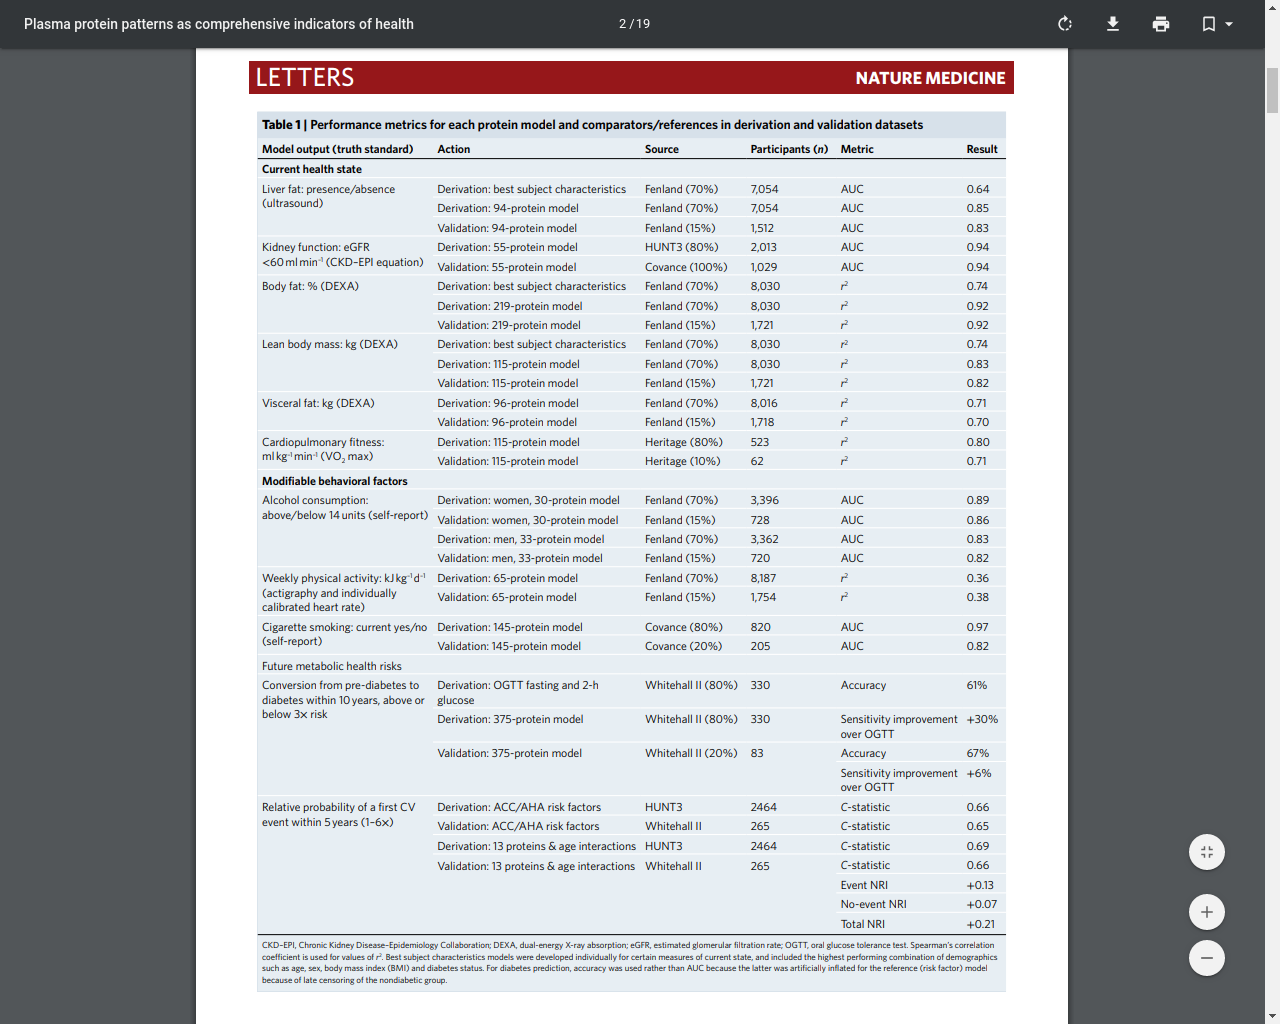 Plasma protein patterns as comprehensive indicators of health
2 / 19
LETTERS
NATURE MEDICINE
Table 1 | Performance metrics for each protein model and comparators/references in derivation and validation datasets
Model output (truth standard) Action Source Participants (n) Metric Result
Current health state
Liver fat: presence/absence Derivation: best subject characteristics Fenland (70%) 7,054 AUC 0.64
(ultrasound) Derivation: 94-protein model Fenland (70%) 7,054 AUC 0.85
Validation: 94-protein model Fenland (15%) 1,512 AUC 0.83
Kidney function: eGFR Derivation: 55-protein model HUNT3 (80%) 2,013 AUC 0.94
<60 ml min⁻¹ (CKD–EPI equation) Validation: 55-protein model Covance (100%) 1,029 AUC 0.94
Body fat: % (DEXA) Derivation: best subject characteristics Fenland (70%) 8,030 r² 0.74
Derivation: 219-protein model Fenland (70%) 8,030 r² 0.92
Validation: 219-protein model Fenland (15%) 1,721 r² 0.92
Lean body mass: kg (DEXA) Derivation: best subject characteristics Fenland (70%) 8,030 r² 0.74
Derivation: 115-protein model Fenland (70%) 8,030 r² 0.83
Validation: 115-protein model Fenland (15%) 1,721 r² 0.82
Visceral fat: kg (DEXA) Derivation: 96-protein model Fenland (70%) 8,016 r² 0.71
Validation: 96-protein model Fenland (15%) 1,718 r² 0.70
Cardiopulmonary fitness: Derivation: 115-protein model Heritage (80%) 523 r² 0.80
ml kg⁻¹ min⁻¹ (VO₂ max) Validation: 115-protein model Heritage (10%) 62 r² 0.71
Modifiable behavioral factors
Alcohol consumption: Derivation: women, 30-protein model Fenland (70%) 3,396 AUC 0.89
above/below 14 units (self-report) Validation: women, 30-protein model Fenland (15%) 728 AUC 0.86
Derivation: men, 33-protein model Fenland (70%) 3,362 AUC 0.83
Validation: men, 33-protein model Fenland (15%) 720 AUC 0.82
Weekly physical activity: kJ kg⁻¹ d⁻¹ Derivation: 65-protein model Fenland (70%) 8,187 r² 0.36
(actigraphy and individually Validation: 65-protein model Fenland (15%) 1,754 r² 0.38
calibrated heart rate)
Cigarette smoking: current yes/no Derivation: 145-protein model Covance (80%) 820 AUC 0.97
(self-report) Validation: 145-protein model Covance (20%) 205 AUC 0.82
Future metabolic health risks
Conversion from pre-diabetes to Derivation: OGTT fasting and 2-h Whitehall II (80%) 330 Accuracy 61%
diabetes within 10 years, above or glucose
below 3x risk Derivation: 375-protein model Whitehall II (80%) 330 Sensitivity improvement +30%
over OGTT
Validation: 375-protein model Whitehall II (20%) 83 Accuracy 67%
Sensitivity improvement +6%
over OGTT
Relative probability of a first CV Derivation: ACC/AHA risk factors HUNT3 2464 C-statistic 0.66
event within 5 years (1–6x) Validation: ACC/AHA risk factors Whitehall II 265 C-statistic 0.65
Derivation: 13 proteins & age interactions HUNT3 2464 C-statistic 0.69
Validation: 13 proteins & age interactions Whitehall II 265 C-statistic 0.66
Event NRI +0.13
No-event NRI +0.07
Total NRI +0.21
CKD–EPI, Chronic Kidney Disease–Epidemiology Collaboration; DEXA, dual-energy X-ray absorption; eGFR, estimated glomerular filtration rate; OGTT, oral glucose tolerance test. Spearman's correlation
coefficient is used for values of r². Best subject characteristics models were developed individually for certain measures of current state, and included the highest performing combination of demographics
such as age, sex, body mass index (BMI) and diabetes status. For diabetes prediction, accuracy was used rather than AUC because the latter was artificially inflated for the reference (risk factor) model
because of late censoring of the nondiabetic group.